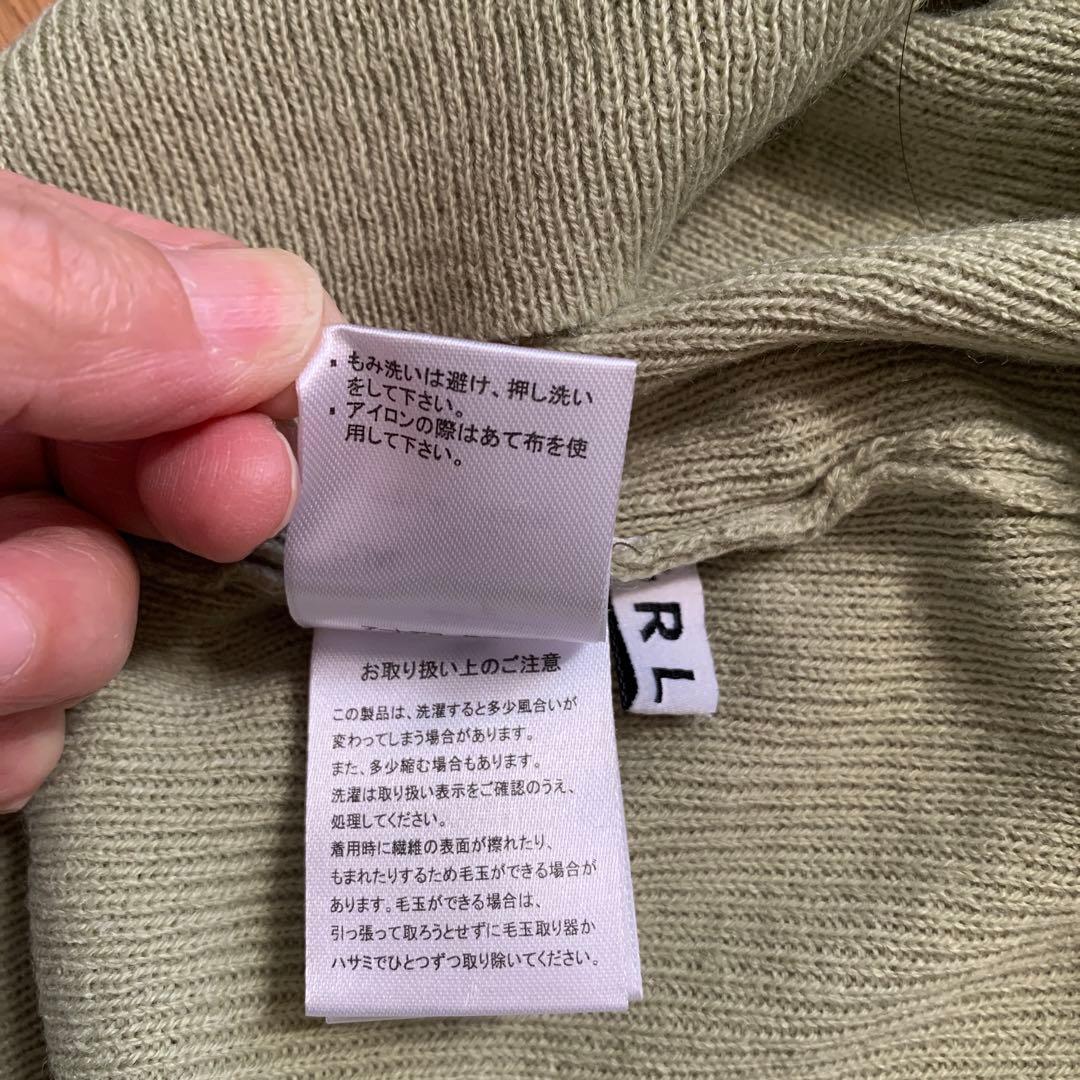 ・もみ洗いは避け、押し洗い
をして下さい。
・アイロンの際はあて布を使
用して下さい。
お取り扱い上のご注意
この製品は、洗濯すると多少風合いが
変わってしまう場合があります。
また、多少縮む場合もあります。
洗濯は取り扱い表示をご確認のうえ、
処理してください。
着用時に繊維の表面が擦れたり、
もまれたりするため毛玉ができる場合が
あります。毛玉ができる場合は、
引っ張って取ろうとせずに毛玉取り器か
ハサミでひとつずつ取り除いてください。
RL